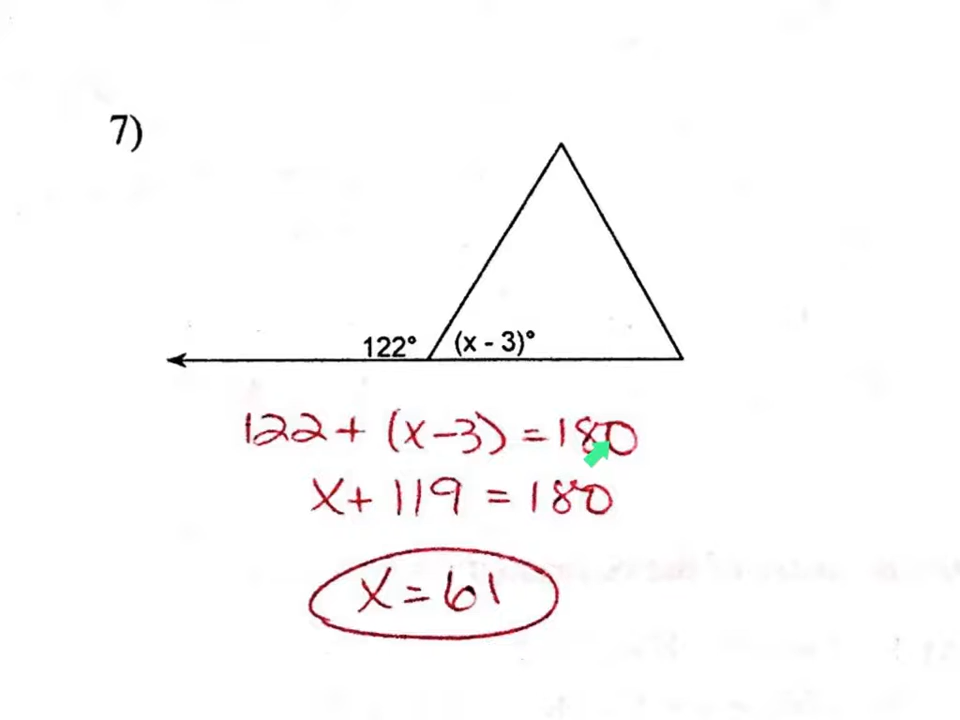 7)
122° (x - 3)°
122 + (x-3) = 180
x + 119 = 180
x = 61